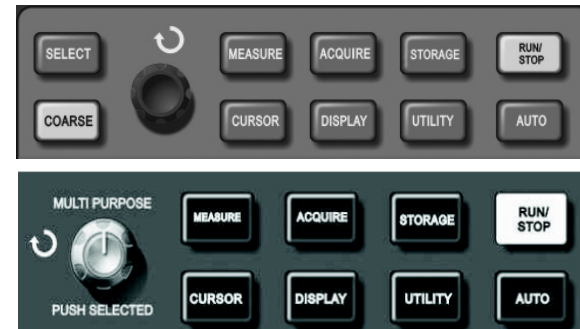 SELECT
MEASURE
ACQUIRE
STORAGE
RUN/
STOP
COARSE
CURSOR
DISPLAY
UTILITY
AUTO
MULTI PURPOSE
MEASURE
ACQUIRE
STORAGE
RUN/
STOP
PUSH SELECTED
CURSOR
DISPLAY
UTILITY
AUTO